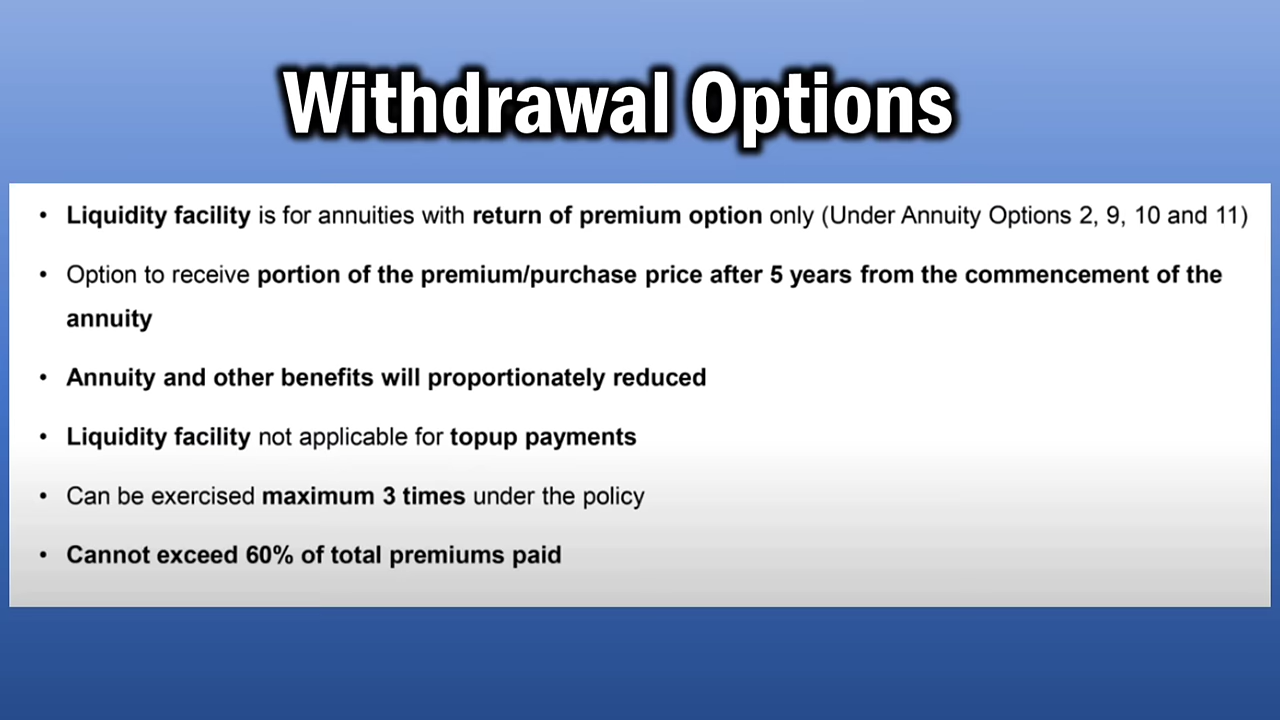 Withdrawal Options
• Liquidity facility is for annuities with return of premium option only (Under Annuity Options 2, 9, 10 and 11)
• Option to receive portion of the premium/purchase price after 5 years from the commencement of the
annuity
• Annuity and other benefits will proportionately reduced
• Liquidity facility not applicable for topup payments
• Can be exercised maximum 3 times under the policy
• Cannot exceed 60% of total premiums paid